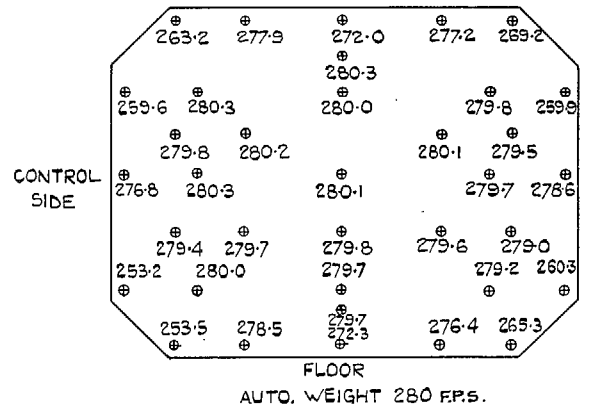 263·2 277·9 272·0 277·2 269·2
280·3
259·6 280·3 280·0 279·8 259·9
279·8 280·2 280·1 279·5
CONTROL SIDE
276·8 280·3 280·1 279·7 278·6
279·4 279·7 279·8 279·6 279·0
253·2 280·0 279·7 279·2 260·3
279·7
253·5 278·5 272·3 276·4 265·3
FLOOR
AUTO. WEIGHT 280 F.P.S.